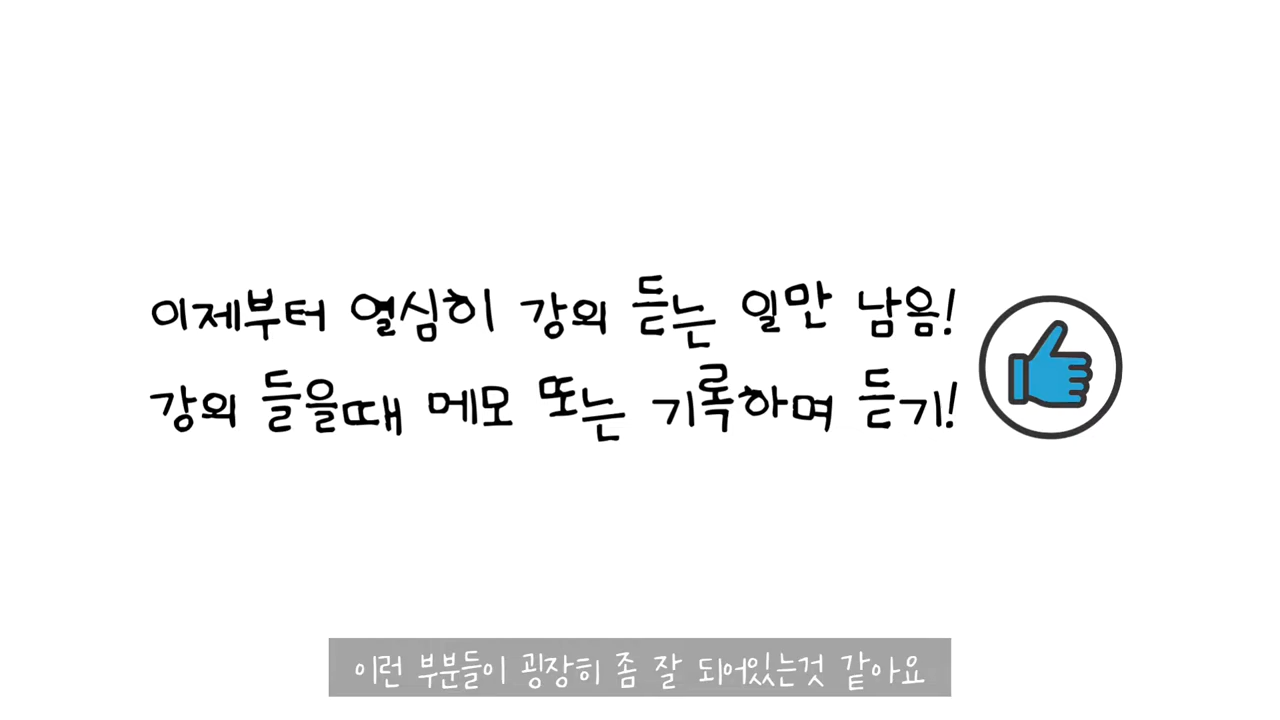 이제부터 열심히 강의 듣는 일만 남음!
강의 들을때 메모 또는 기록하며 듣기!
이런 부분들이 굉장히 좀 잘 되어있는것 같아요